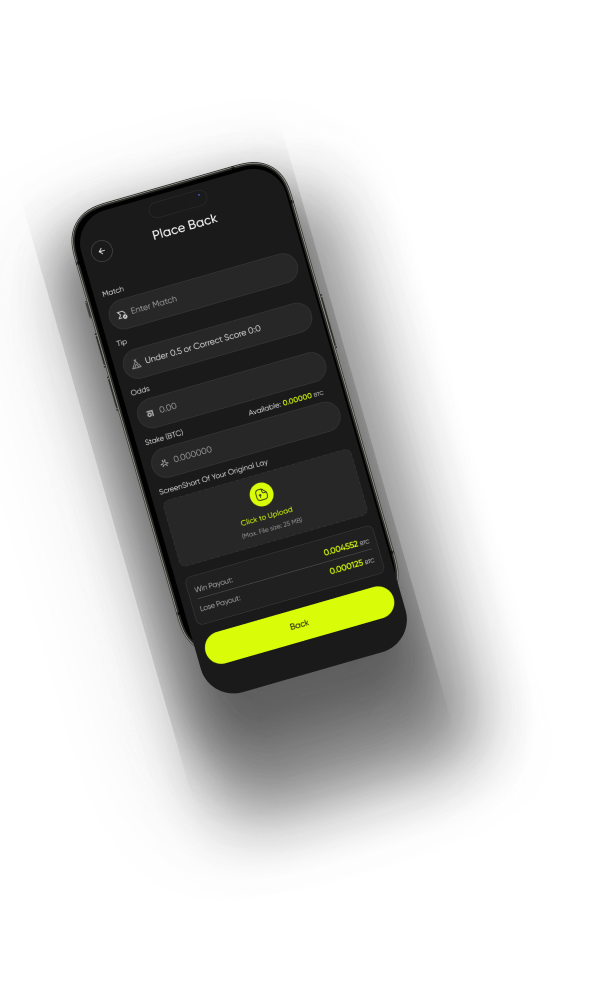 Place Back
Match
Enter Match
Tip
Under 0.5 or Correct Score 0:0
Odds
0.00
Stake (BTC)
Available: 0.00000 BTC
0.000000
ScreenShort Of Your Original Lay
Click to Upload
(Max. File size: 25 MB)
Win Payout:
0.004552 BTC
Lose Payout:
0.000125 BTC
Back